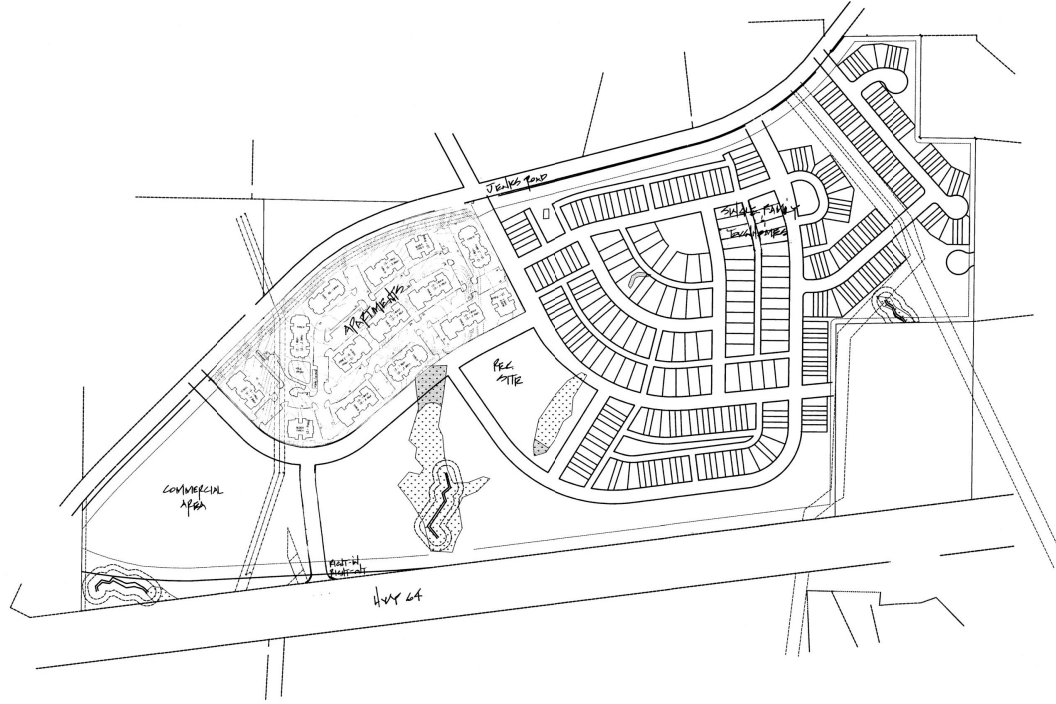 JENKS ROAD
SINGLE FAMILY
TOWNHOMES
APARTMENTS
REC.
SITE
COMMERCIAL
AREA
RIGHT-IN,
RIGHT-OUT
HWY 64